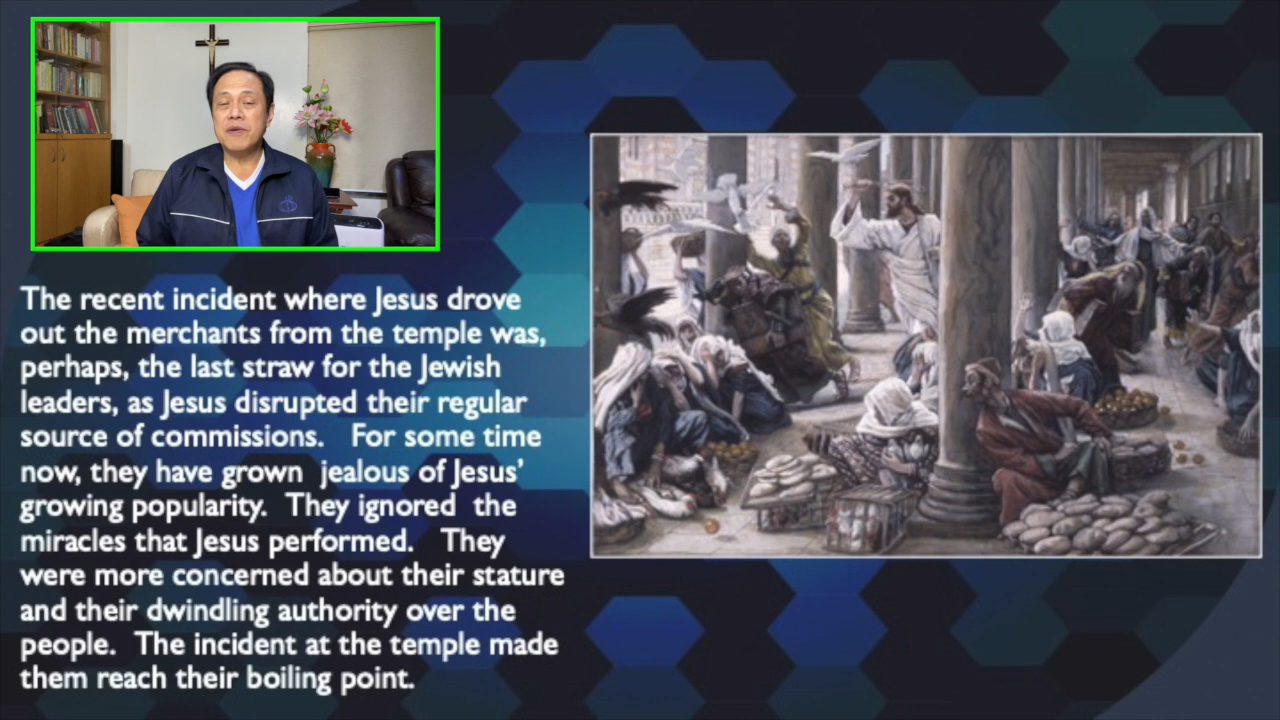 The recent incident where Jesus drove
out the merchants from the temple was,
perhaps, the last straw for the Jewish
leaders, as Jesus disrupted their regular
source of commissions. For some time
now, they have grown jealous of Jesus'
growing popularity. They ignored the
miracles that Jesus performed. They
were more concerned about their stature
and their dwindling authority over the
people. The incident at the temple made
them reach their boiling point.